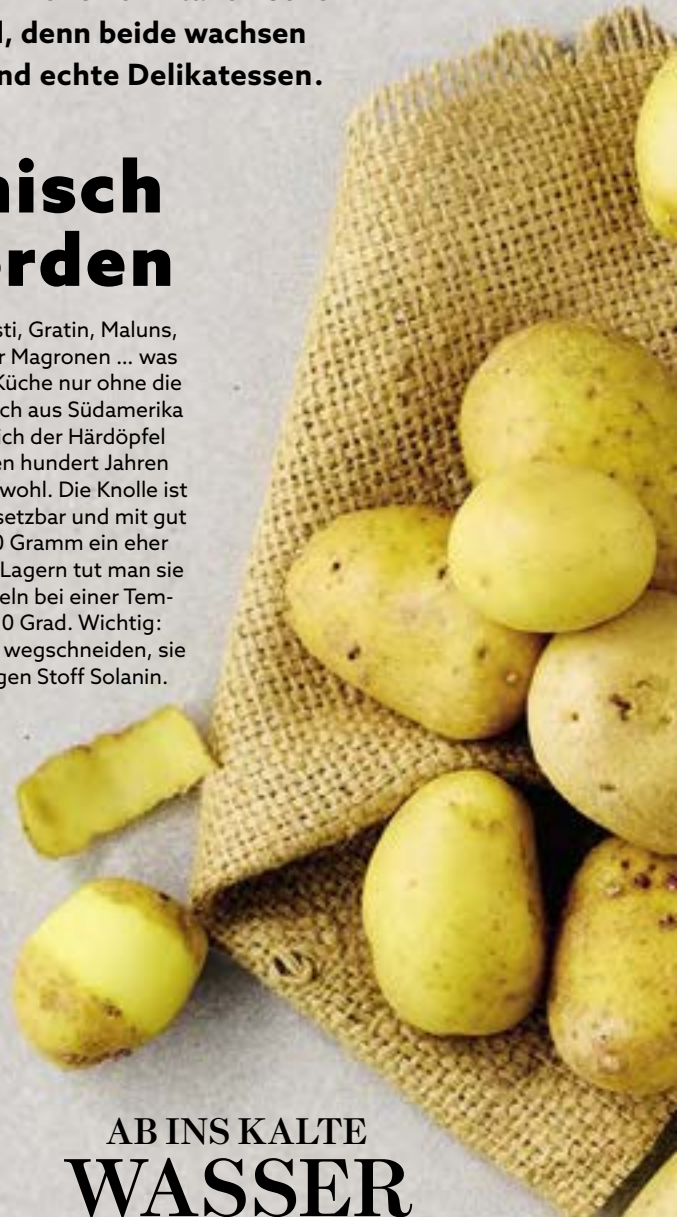 , denn beide wachsen
nd echte Delikatessen.
isch
rden
sti, Gratin, Maluns,
r Magronen ... was
Küche nur ohne die
ch aus Südamerika
ich der Härdöpfel
en hundert Jahren
wohl. Die Knolle ist
setzbar und mit gut
0 Gramm ein eher
Lagern tut man sie
eln bei einer Tem-
0 Grad. Wichtig:
wegschneiden, sie
gen Stoff Solanin.
AB INS KALTE
WASSER